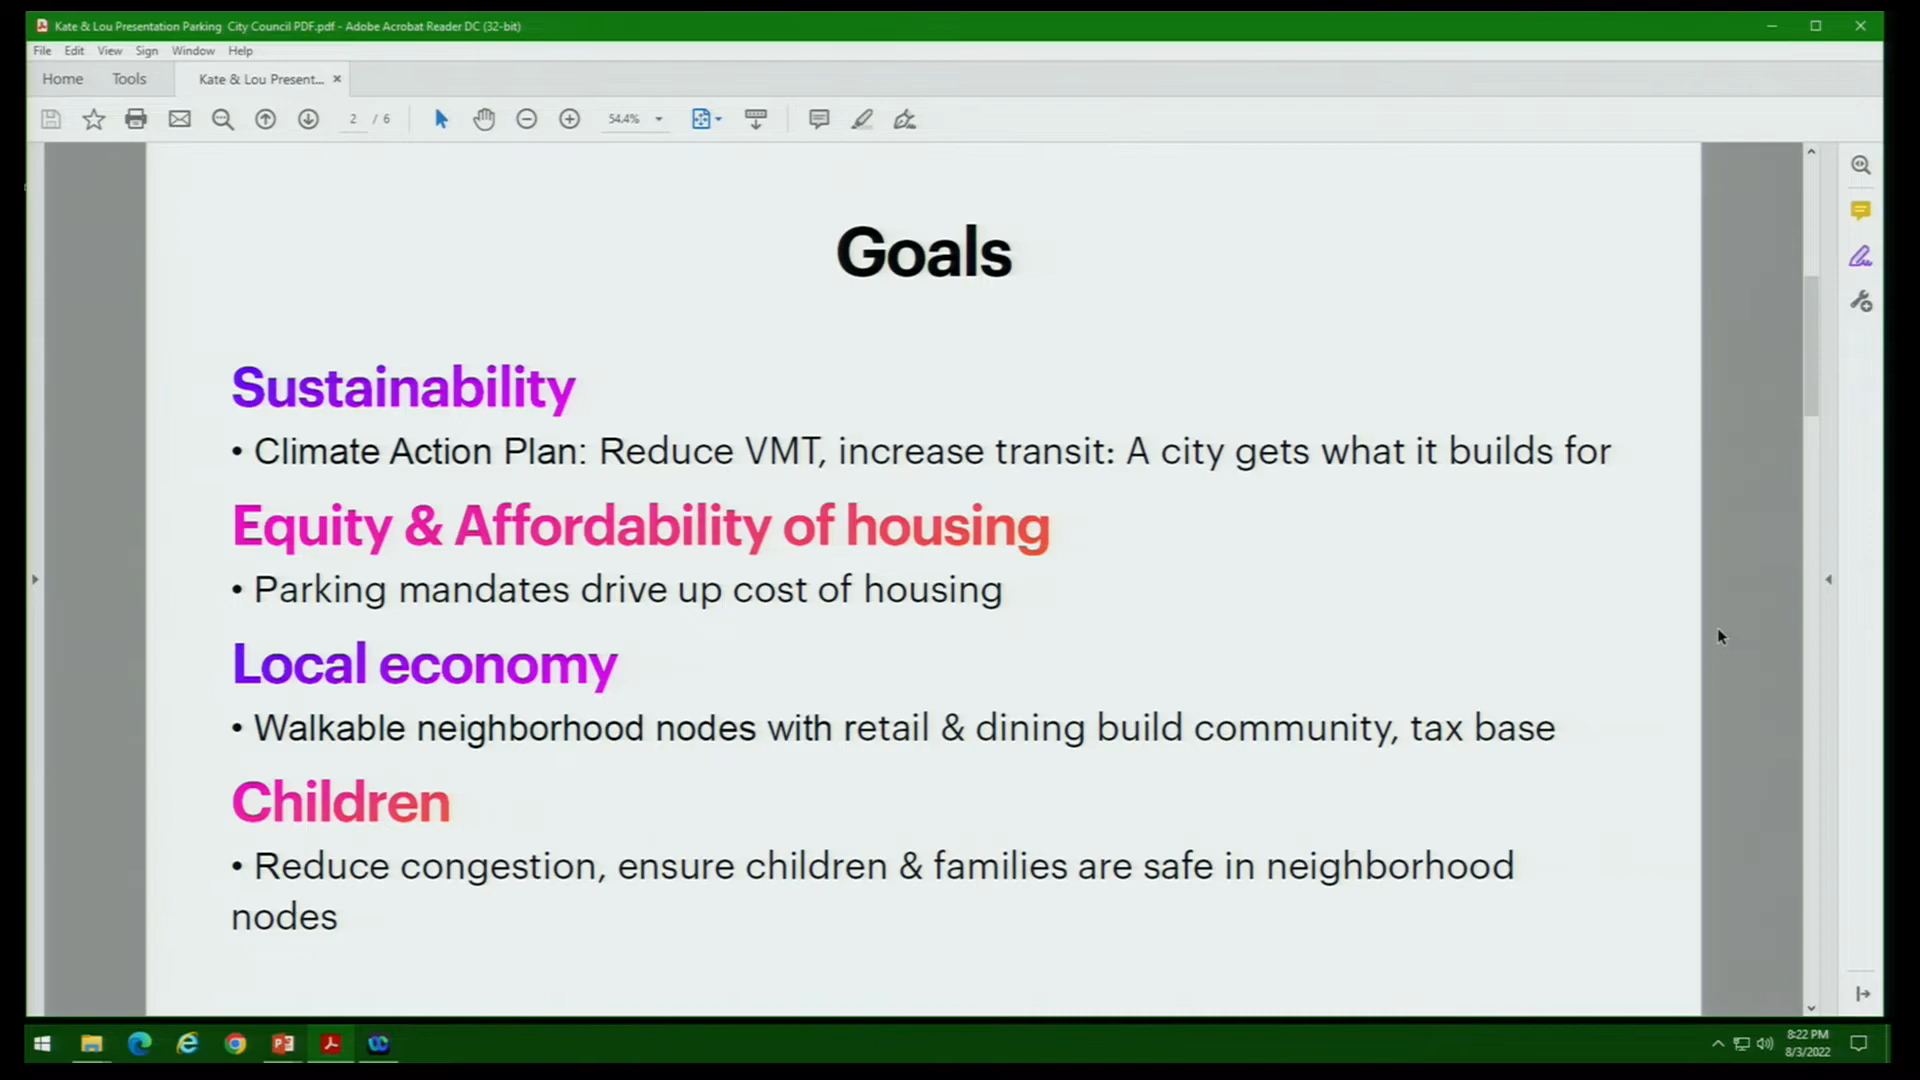 Kate & Lou Presentation Parking City Council PDF.pdf - Adobe Acrobat Reader DC (32-bit)
File Edit View Sign Window Help
Home Tools Kate & Lou Present... ×
2 / 6 54.4%
Goals
Sustainability
• Climate Action Plan: Reduce VMT, increase transit: A city gets what it builds for
Equity & Affordability of housing
• Parking mandates drive up cost of housing
Local economy
• Walkable neighborhood nodes with retail & dining build community, tax base
Children
• Reduce congestion, ensure children & families are safe in neighborhood
nodes
8:22 PM
8/3/2022